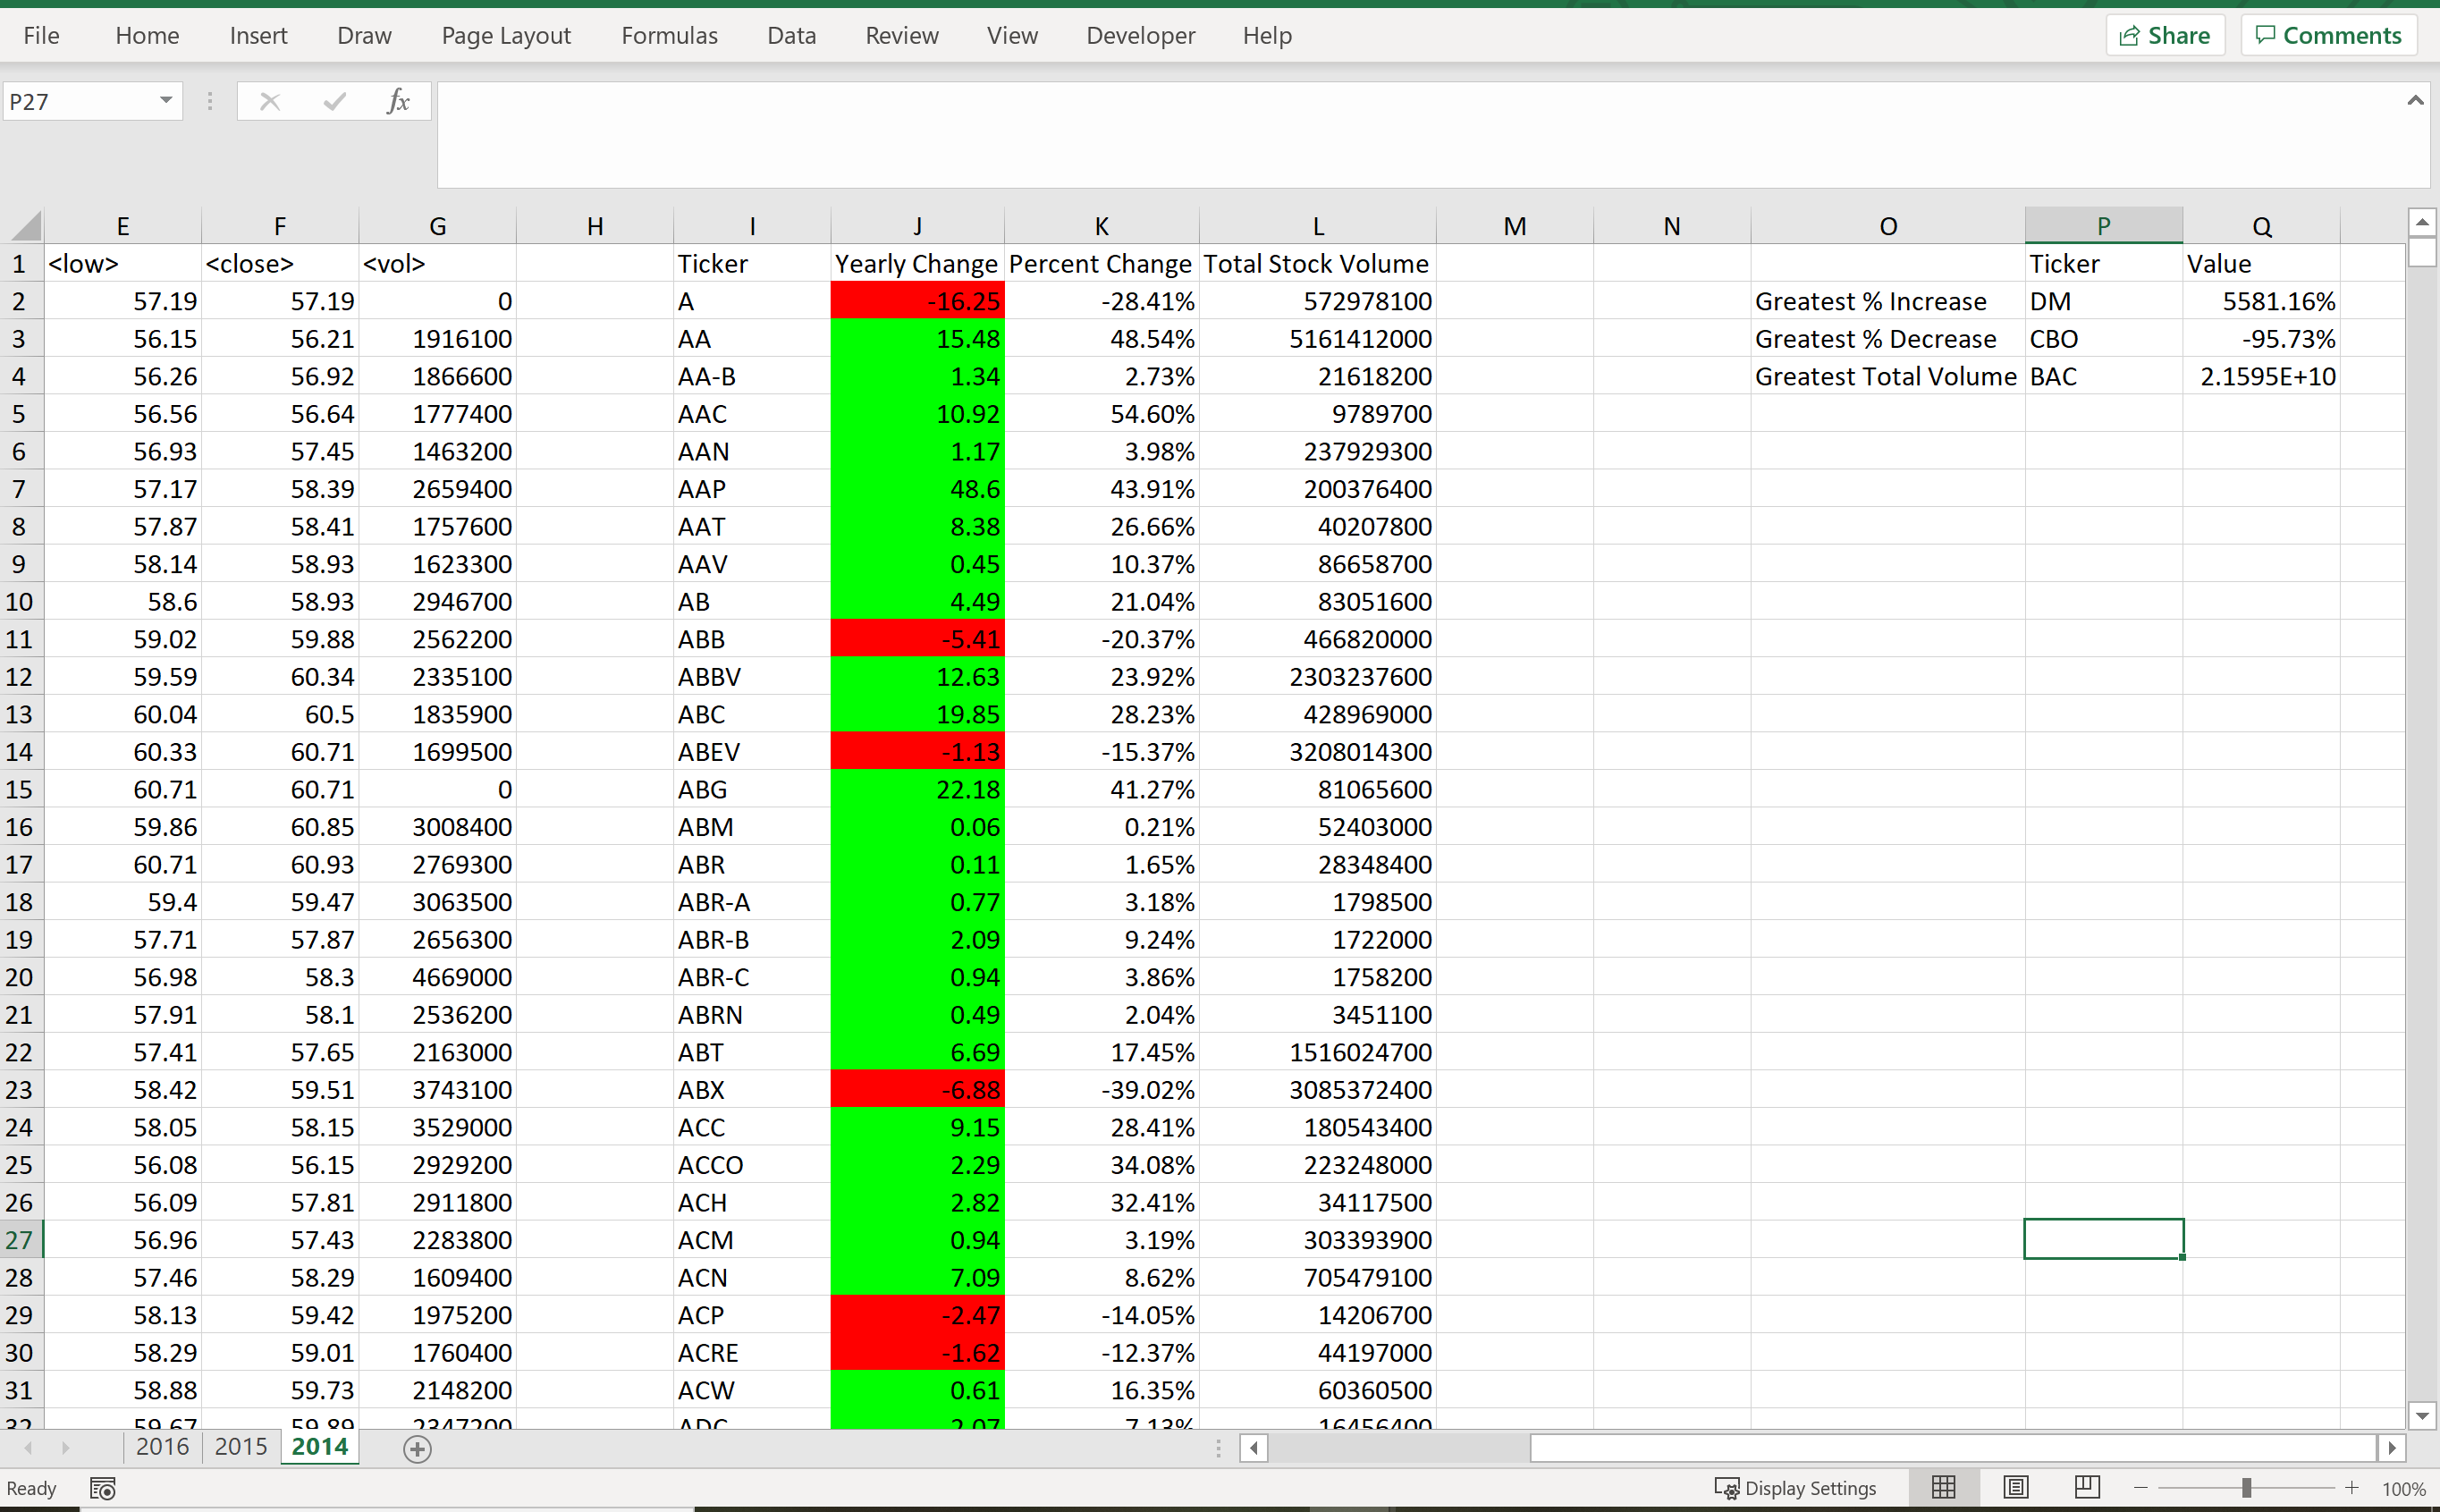 File Home Insert Draw Page Layout Formulas Data Review View Developer Help Share Comments
P27 fx
E F G H I J K L M N O P Q
1 <low> <close> <vol> Ticker Yearly Change Percent Change Total Stock Volume Ticker Value
2 57.19 57.19 0 A -16.25 -28.41% 572978100 Greatest % Increase DM 5581.16%
3 56.15 56.21 1916100 AA 15.48 48.54% 5161412000 Greatest % Decrease CBO -95.73%
4 56.26 56.92 1866600 AA-B 1.34 2.73% 21618200 Greatest Total Volume BAC 2.1595E+10
5 56.56 56.64 1777400 AAC 10.92 54.60% 9789700
6 56.93 57.45 1463200 AAN 1.17 3.98% 237929300
7 57.17 58.39 2659400 AAP 48.6 43.91% 200376400
8 57.87 58.41 1757600 AAT 8.38 26.66% 40207800
9 58.14 58.93 1623300 AAV 0.45 10.37% 86658700
10 58.6 58.93 2946700 AB 4.49 21.04% 83051600
11 59.02 59.88 2562200 ABB -5.41 -20.37% 466820000
12 59.59 60.34 2335100 ABBV 12.63 23.92% 2303237600
13 60.04 60.5 1835900 ABC 19.85 28.23% 428969000
14 60.33 60.71 1699500 ABEV -1.13 -15.37% 3208014300
15 60.71 60.71 0 ABG 22.18 41.27% 81065600
16 59.86 60.85 3008400 ABM 0.06 0.21% 52403000
17 60.71 60.93 2769300 ABR 0.11 1.65% 28348400
18 59.4 59.47 3063500 ABR-A 0.77 3.18% 1798500
19 57.71 57.87 2656300 ABR-B 2.09 9.24% 1722000
20 56.98 58.3 4669000 ABR-C 0.94 3.86% 1758200
21 57.91 58.1 2536200 ABRN 0.49 2.04% 3451100
22 57.41 57.65 2163000 ABT 6.69 17.45% 1516024700
23 58.42 59.51 3743100 ABX -6.88 -39.02% 3085372400
24 58.05 58.15 3529000 ACC 9.15 28.41% 180543400
25 56.08 56.15 2929200 ACCO 2.29 34.08% 223248000
26 56.09 57.81 2911800 ACH 2.82 32.41% 34117500
27 56.96 57.43 2283800 ACM 0.94 3.19% 303393900
28 57.46 58.29 1609400 ACN 7.09 8.62% 705479100
29 58.13 59.42 1975200 ACP -2.47 -14.05% 14206700
30 58.29 59.01 1760400 ACRE -1.62 -12.37% 44197000
31 58.88 59.73 2148200 ACW 0.61 16.35% 60360500
32 59.67 59.89 2347200 ADC 2.07 7.13% 16456400
2016 2015 2014
Ready Display Settings 100%